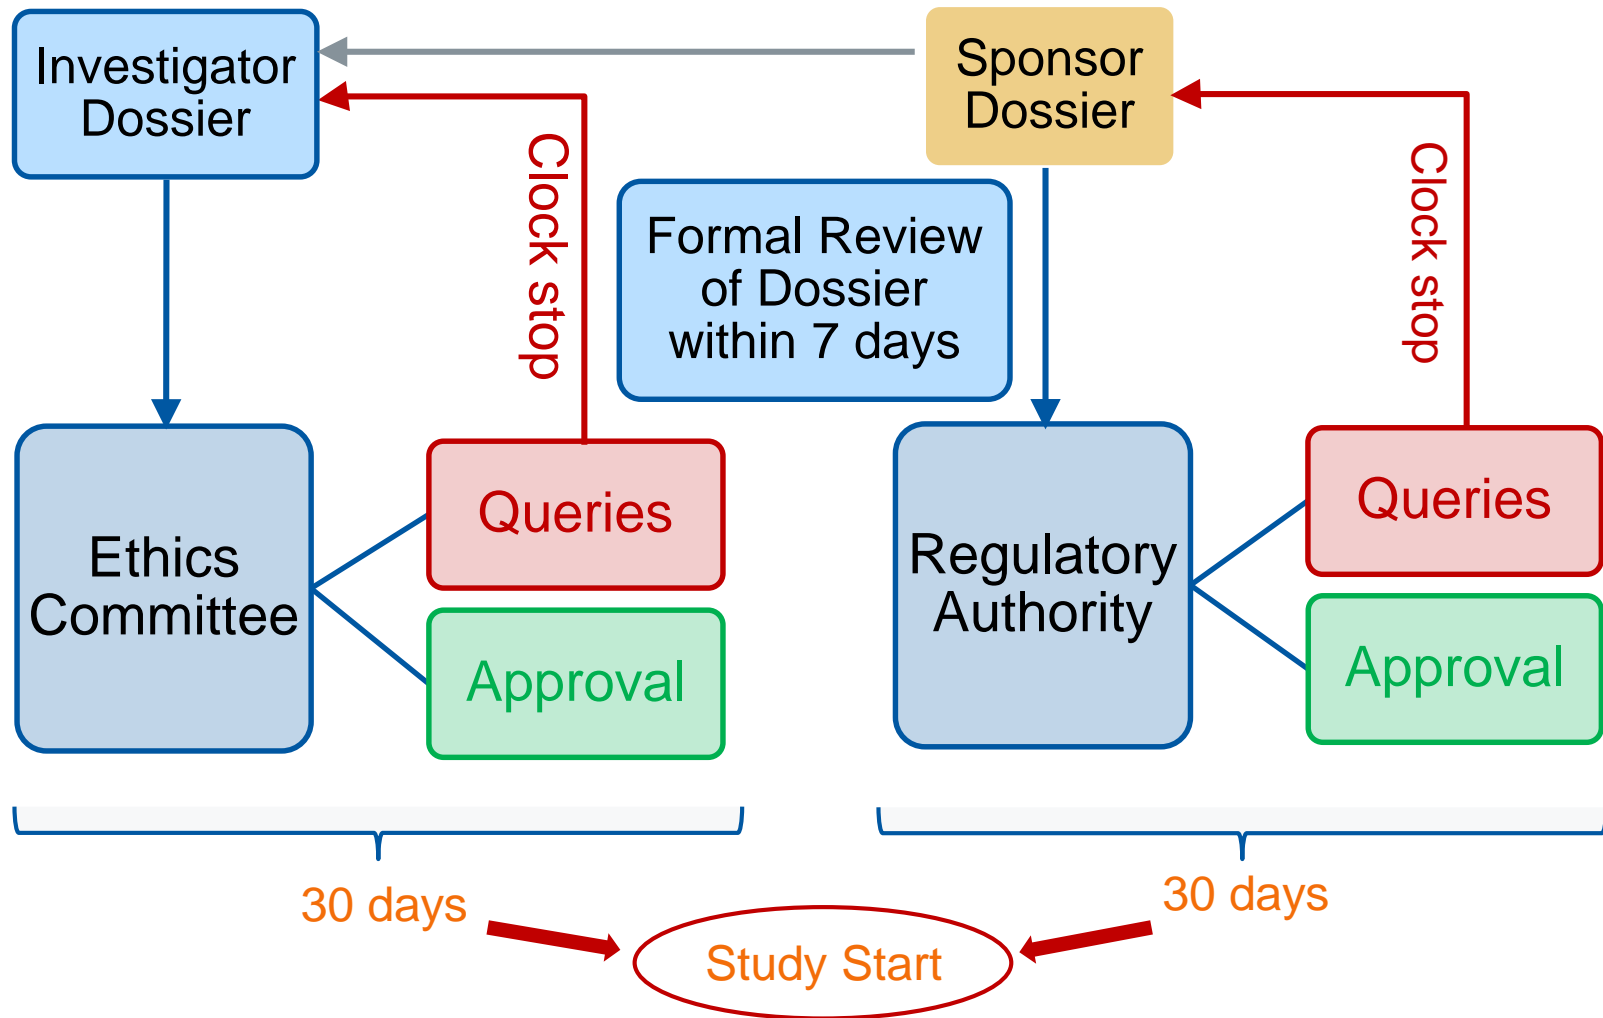 Investigator
Dossier
Sponsor
Dossier
Clock stop
Formal Review
of Dossier
within 7 days
Clock stop
Ethics
Committee
Queries
Approval
Regulatory
Authority
Queries
Approval
30 days
30 days
Study Start